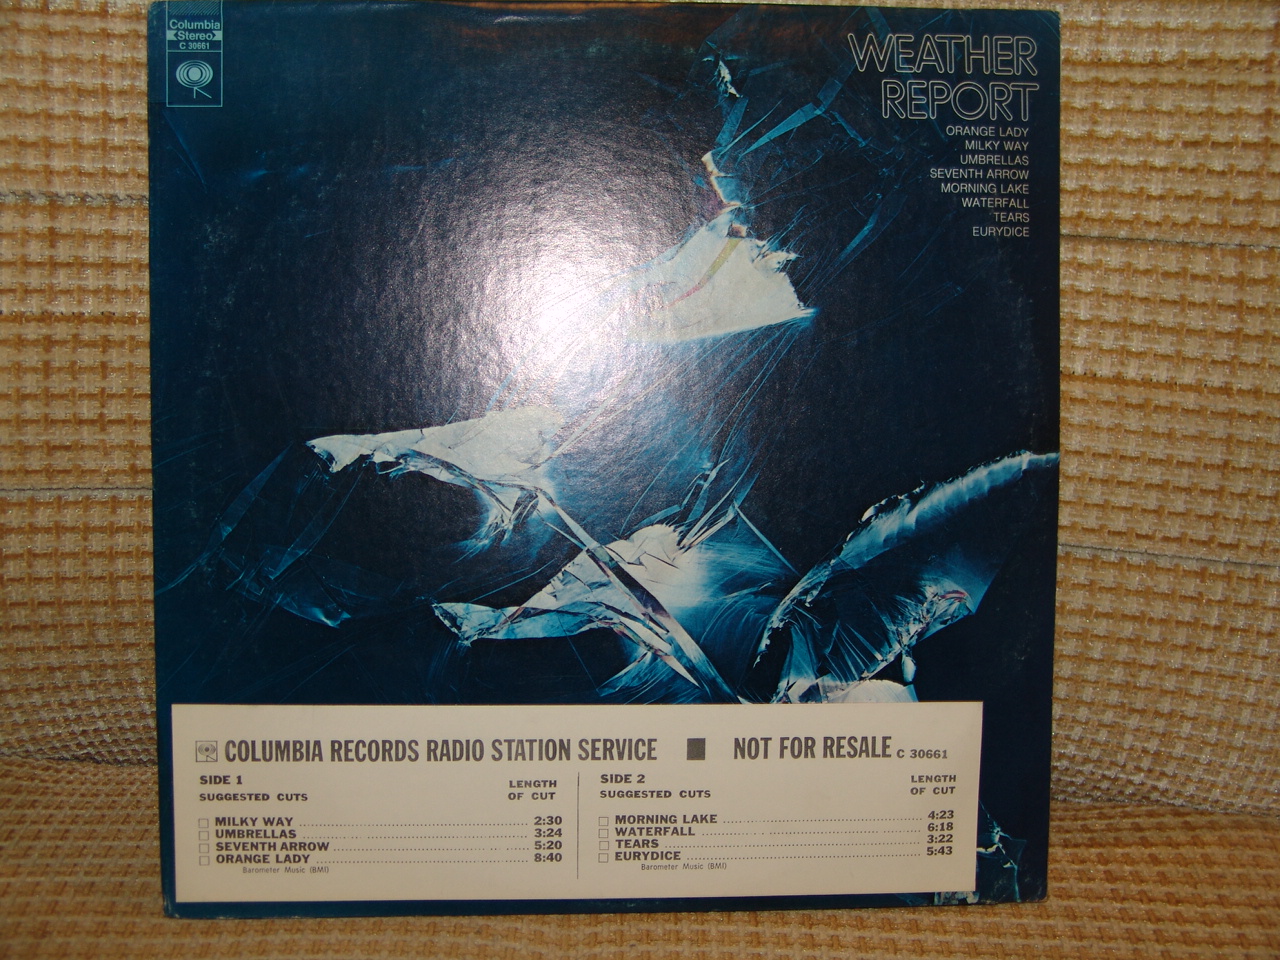 Columbia
Stereo
C 30661
WEATHER
REPORT
ORANGE LADY
MILKY WAY
UMBRELLAS
SEVENTH ARROW
MORNING LAKE
WATERFALL
TEARS
EURYDICE
COLUMBIA RECORDS RADIO STATION SERVICE ■ NOT FOR RESALE C 30661
SIDE 1
SUGGESTED CUTS LENGTH OF CUT
MILKY WAY 2:30
UMBRELLAS 3:24
SEVENTH ARROW 5:20
ORANGE LADY 8:40
Barometer Music (BMI)
SIDE 2
SUGGESTED CUTS LENGTH OF CUT
MORNING LAKE 4:23
WATERFALL 6:18
TEARS 3:22
EURYDICE 5:43
Barometer Music (BMI)